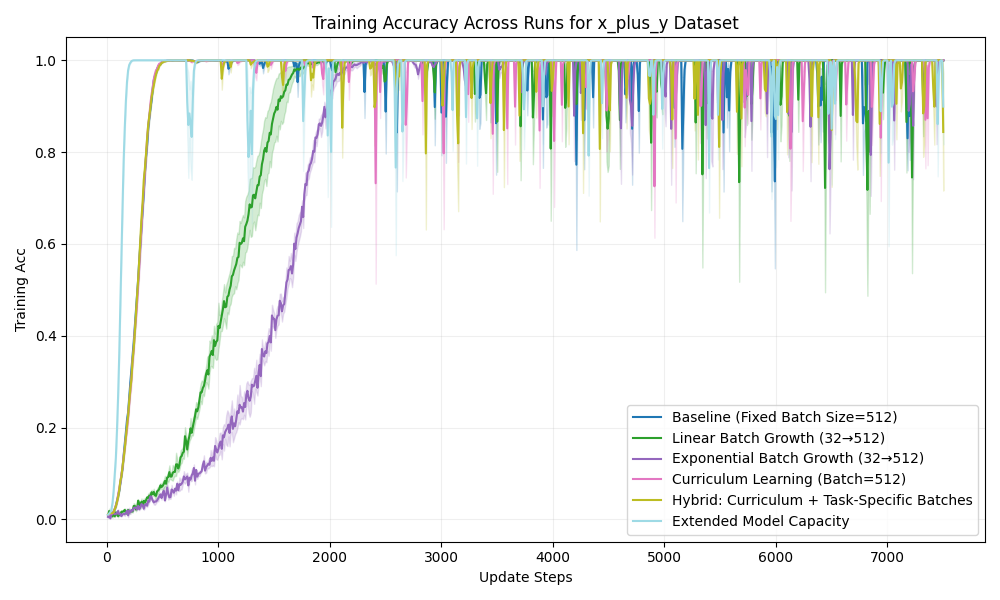 Training Accuracy Across Runs for x_plus_y Dataset
Training Acc
1.0
0.8
0.6
0.4
0.2
0.0
0
1000
2000
3000
4000
5000
6000
7000
Update Steps
Baseline (Fixed Batch Size=512)
Linear Batch Growth (32→512)
Exponential Batch Growth (32→512)
Curriculum Learning (Batch=512)
Hybrid: Curriculum + Task-Specific Batches
Extended Model Capacity